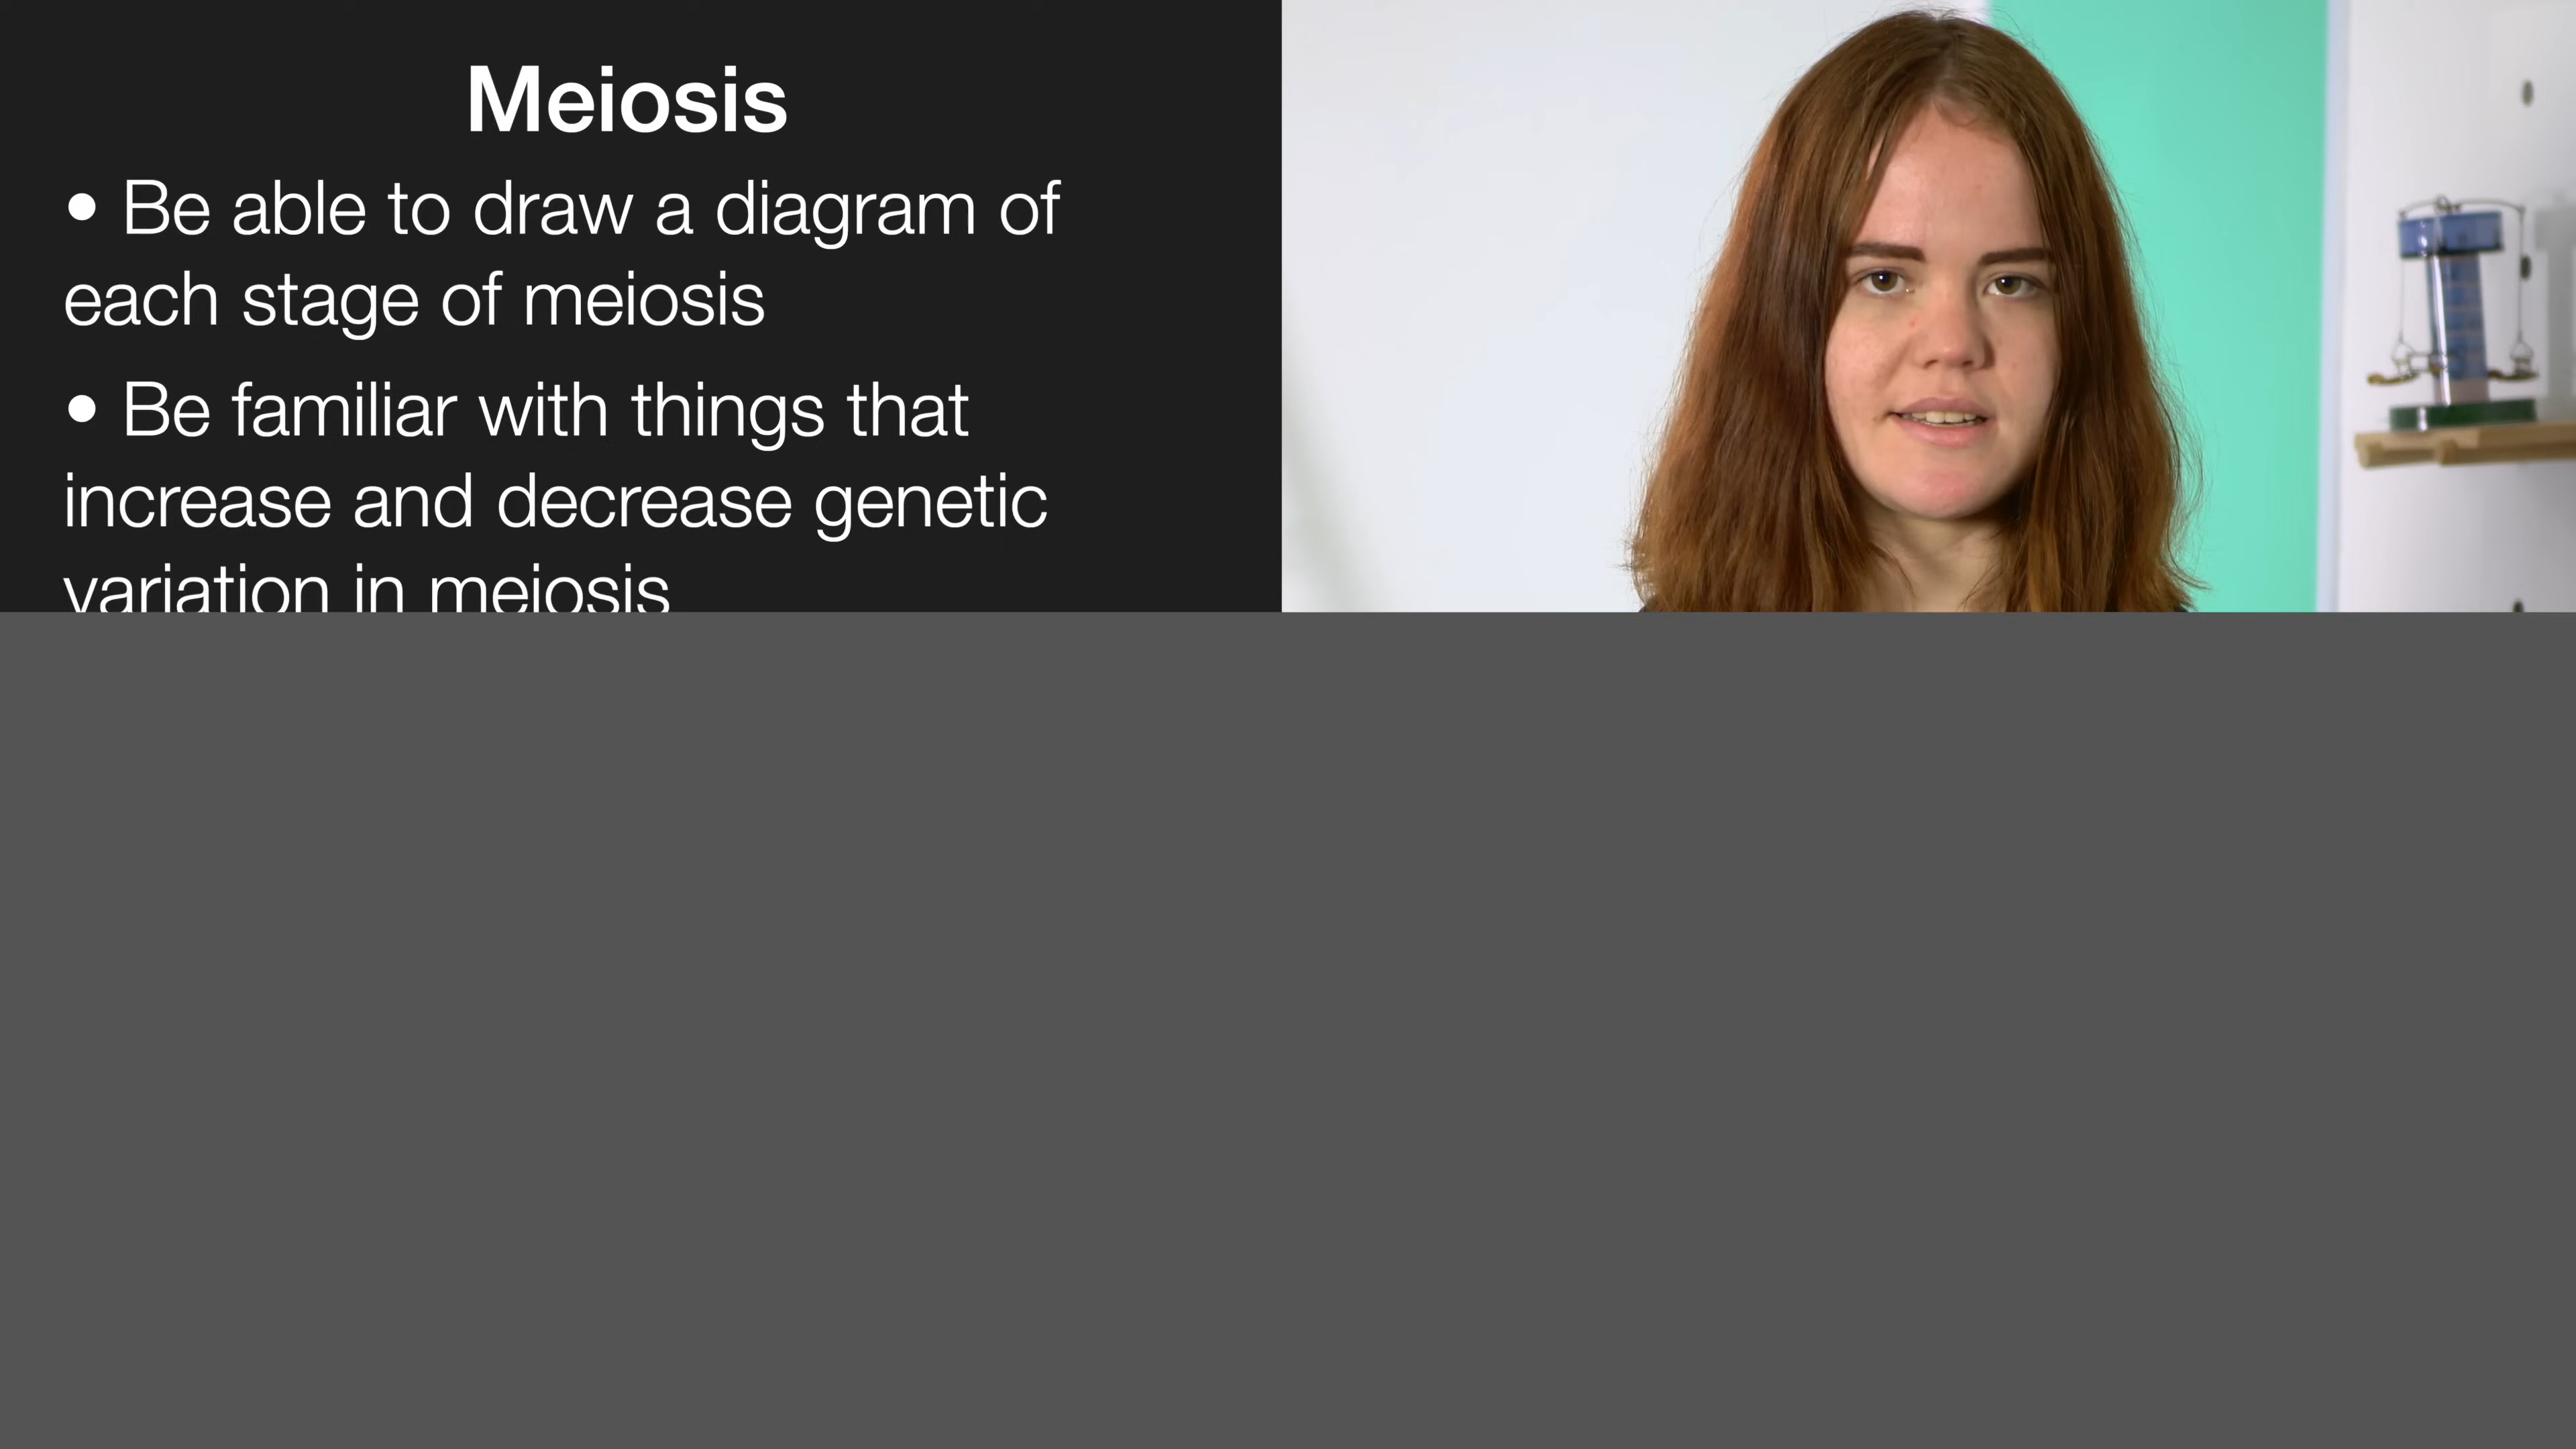 Meiosis
• Be able to draw a diagram of
each stage of meiosis
• Be familiar with things that
increase and decrease genetic
variation in meiosis